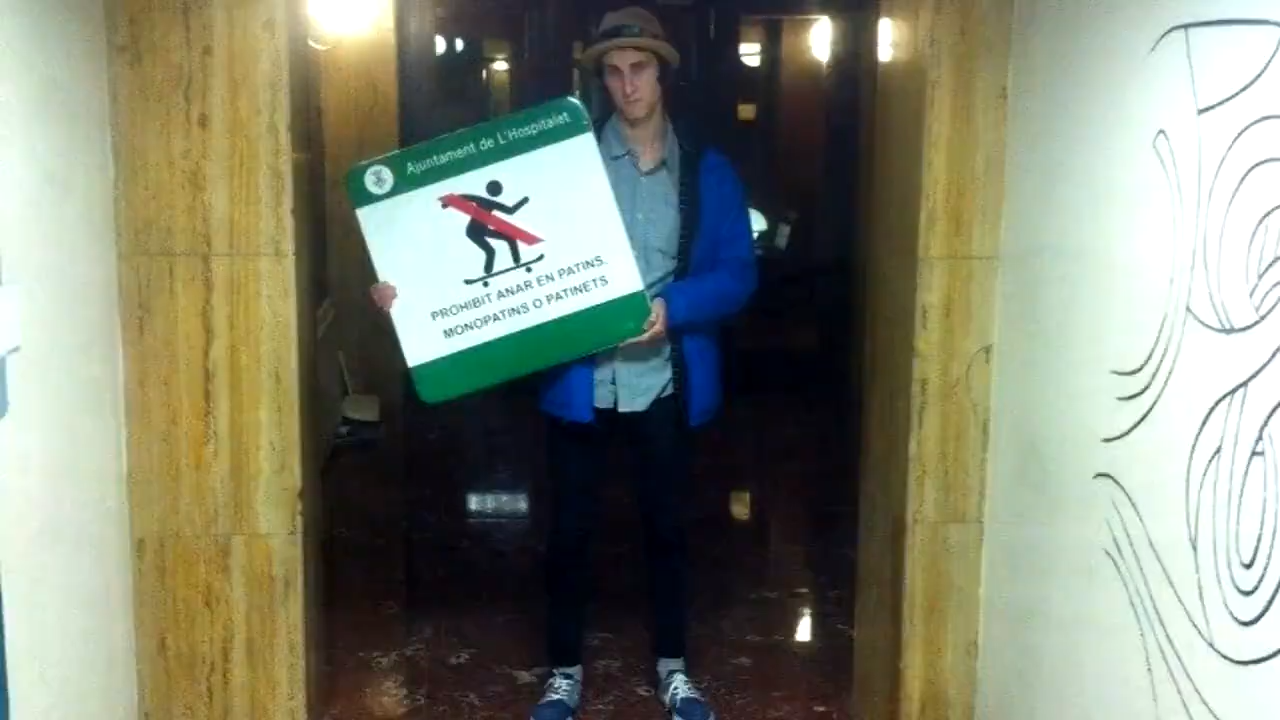 Ajuntament de L'Hospitalet
PROHIBIT ANAR EN PATINS,
MONOPATINS O PATINETS